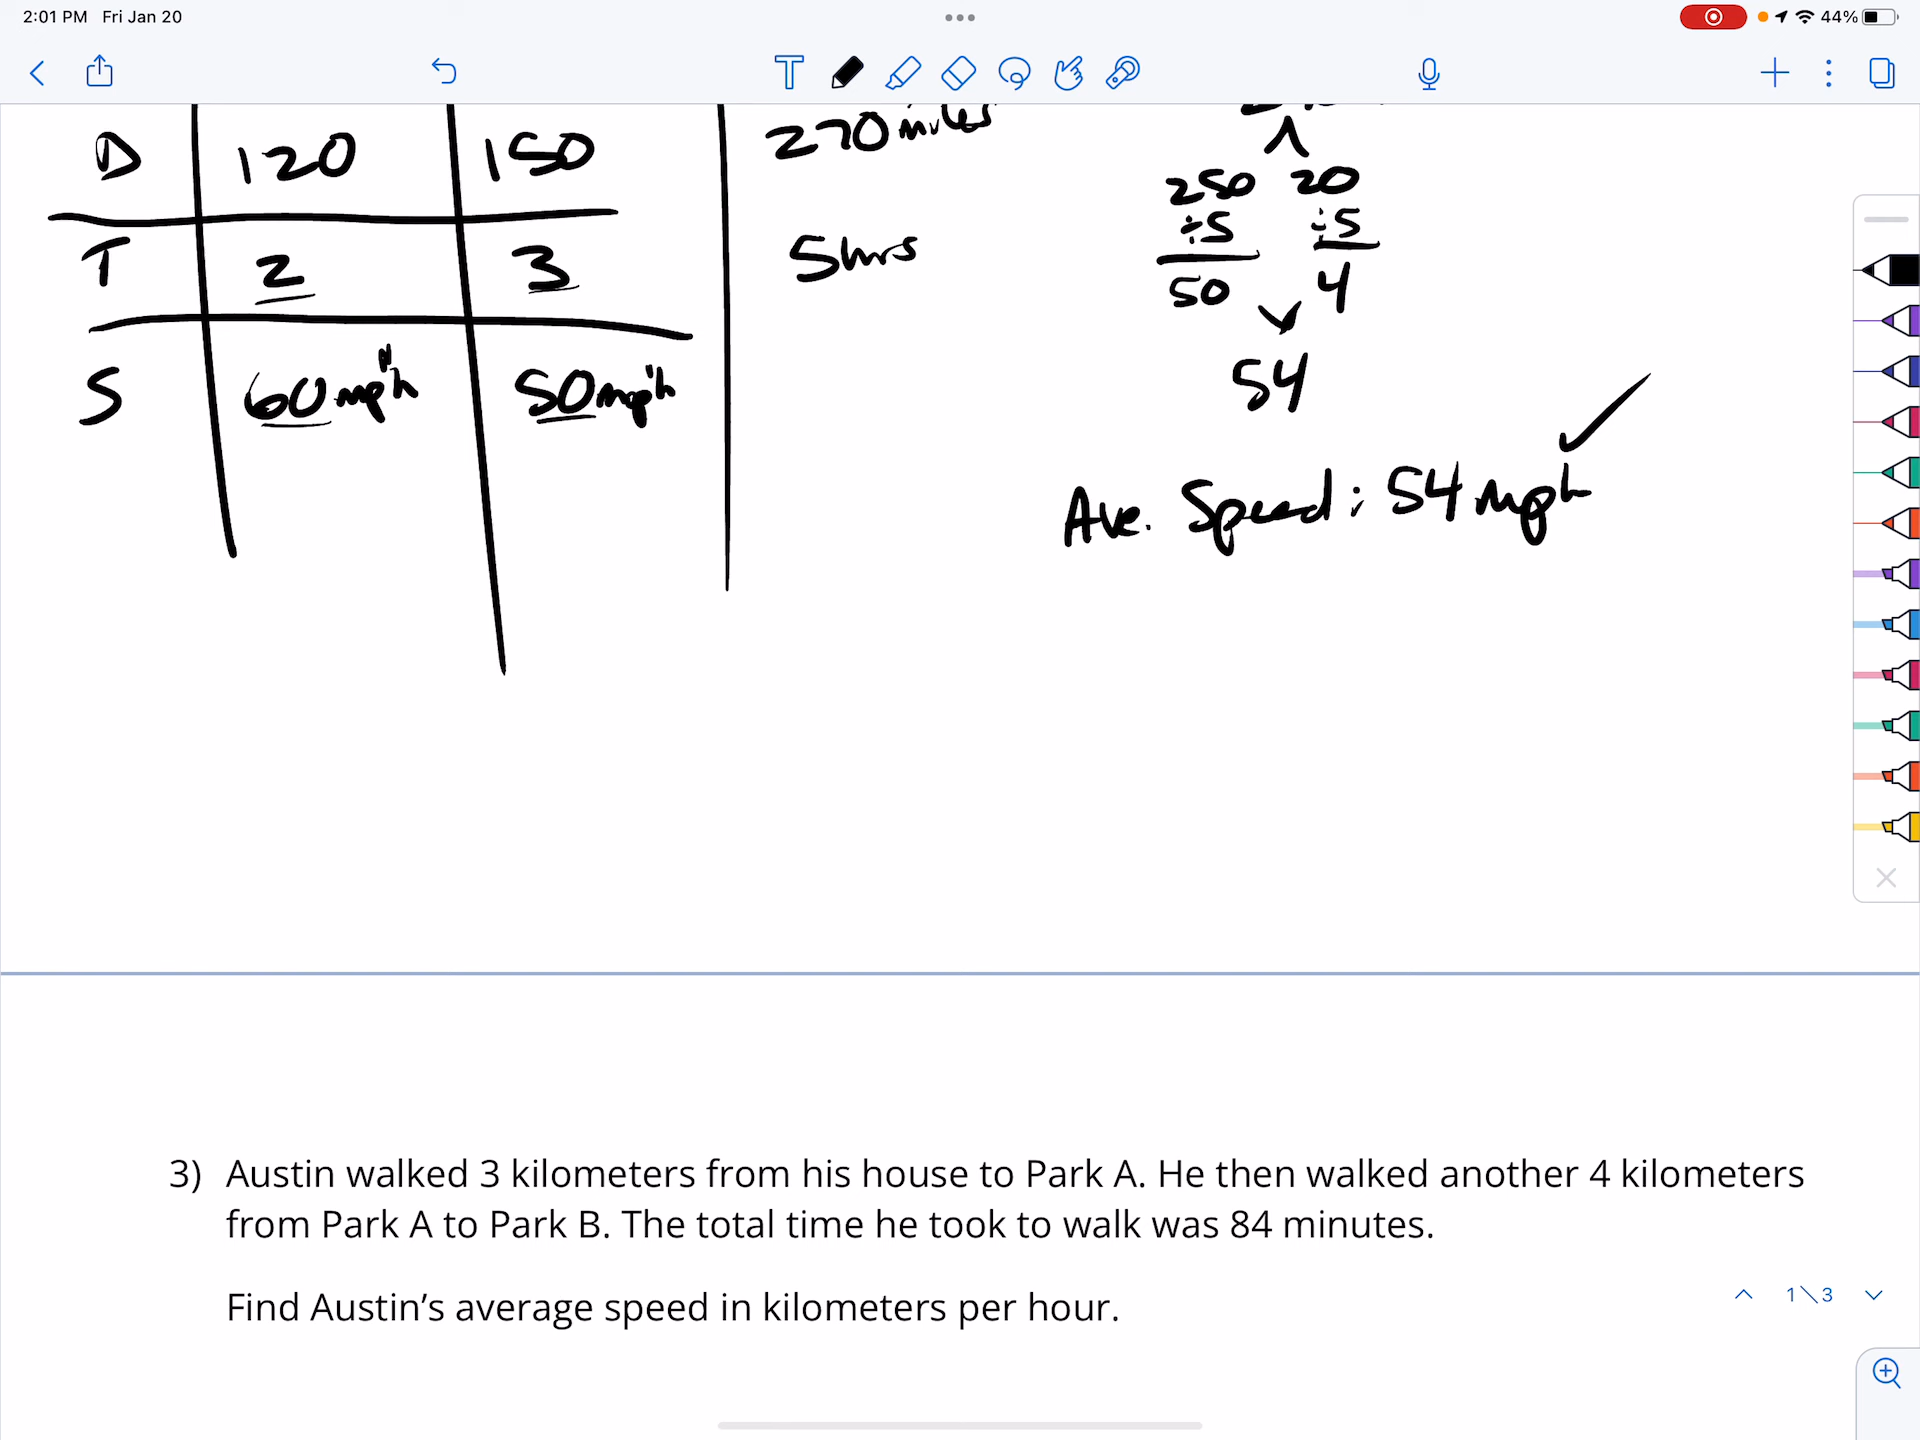 2:01 PM Fri Jan 20
44%
T
D 120 150 270 miles
250 20
÷5 ÷5
T 2 3 5 hrs
50 4
54
S 60mph 50mph
Ave. Speed: 54 mph
3) Austin walked 3 kilometers from his house to Park A. He then walked another 4 kilometers
from Park A to Park B. The total time he took to walk was 84 minutes.
Find Austin’s average speed in kilometers per hour.
1\3